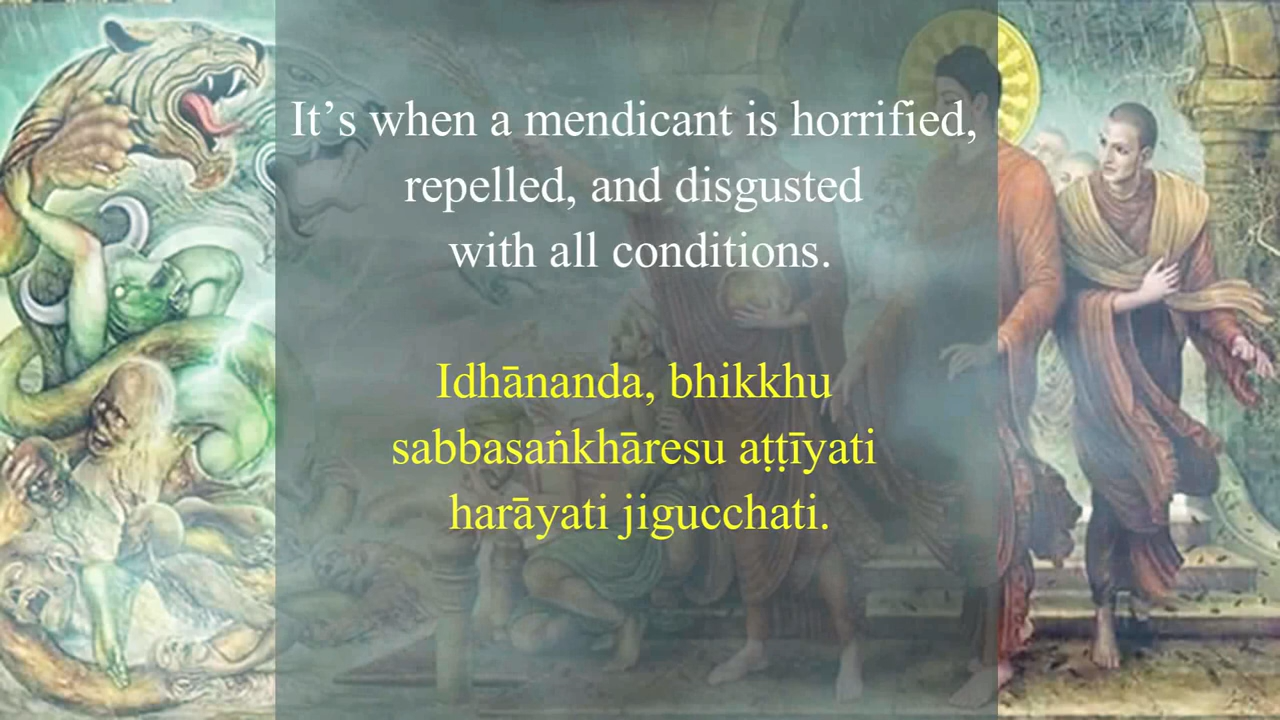 It’s when a mendicant is horrified,
repelled, and disgusted
with all conditions.
Idhānanda, bhikkhu
sabbasaṅkhāresu aṭṭīyati
harāyati jigucchati.